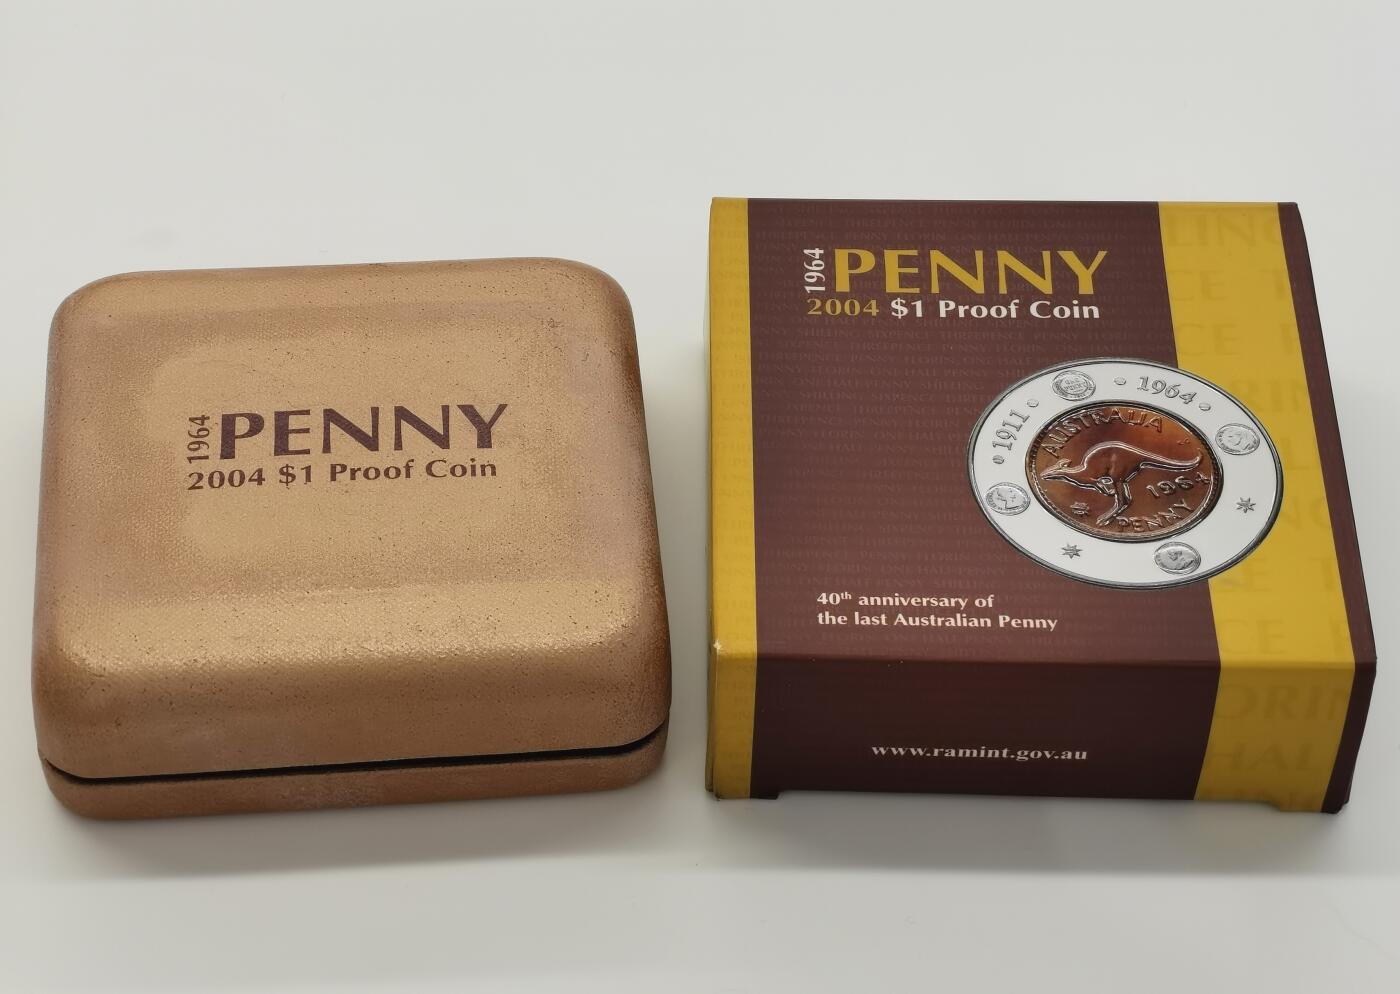 1964 PENNY
2004 $1 Proof Coin
1964 PENNY
2004 $1 Proof Coin
1911
1964
AUSTRALIA
1964
PENNY
40th anniversary of
the last Australian Penny
www.ramint.gov.au